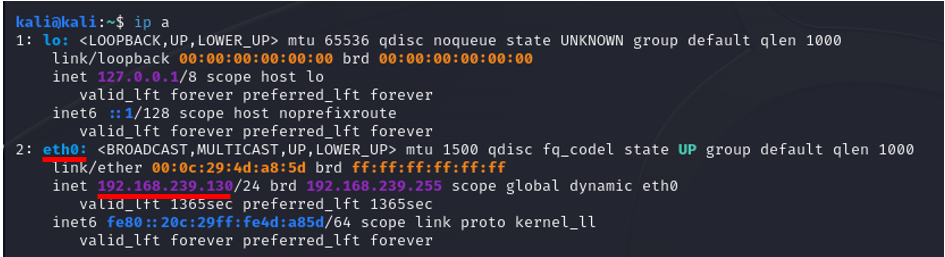 kali@kali:~$ ip a
1: lo: <LOOPBACK,UP,LOWER_UP> mtu 65536 qdisc noqueue state UNKNOWN group default qlen 1000
link/loopback 00:00:00:00:00:00 brd 00:00:00:00:00:00
inet 127.0.0.1/8 scope host lo
valid_lft forever preferred_lft forever
inet6 ::1/128 scope host noprefixroute
valid_lft forever preferred_lft forever
2: eth0: <BROADCAST,MULTICAST,UP,LOWER_UP> mtu 1500 qdisc fq_codel state UP group default qlen 1000
link/ether 00:0c:29:4d:a8:5d brd ff:ff:ff:ff:ff:ff
inet 192.168.239.130/24 brd 192.168.239.255 scope global dynamic eth0
valid_lft 1365sec preferred_lft 1365sec
inet6 fe80::20c:29ff:fe4d:a85d/64 scope link proto kernel_ll
valid_lft forever preferred_lft forever